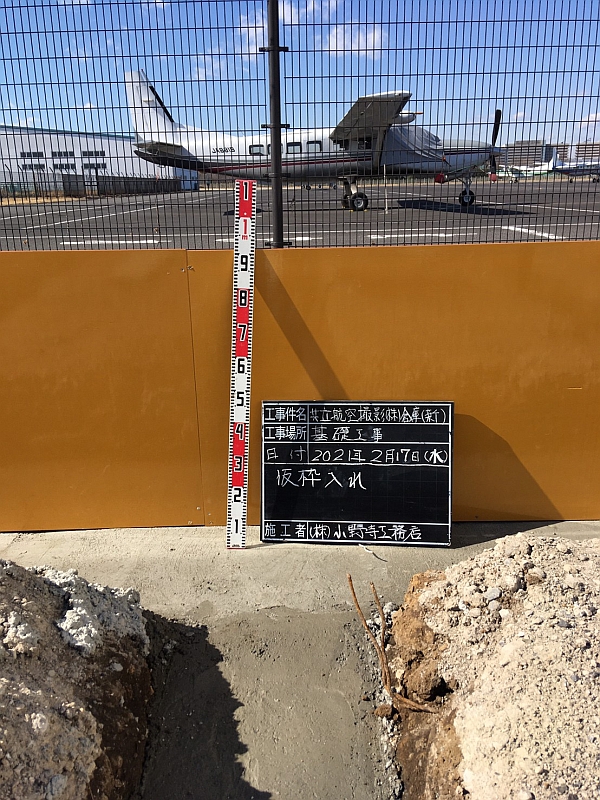 JA8819
1
1m
9
8
7
6
5
4
3
2
1
工事件名 共立航空撮影(株)倉庫(新)
工事場所 基礎工事
日付 2021年2月17日(水)
仮枠入れ
施工者 (株)小野寺工務店